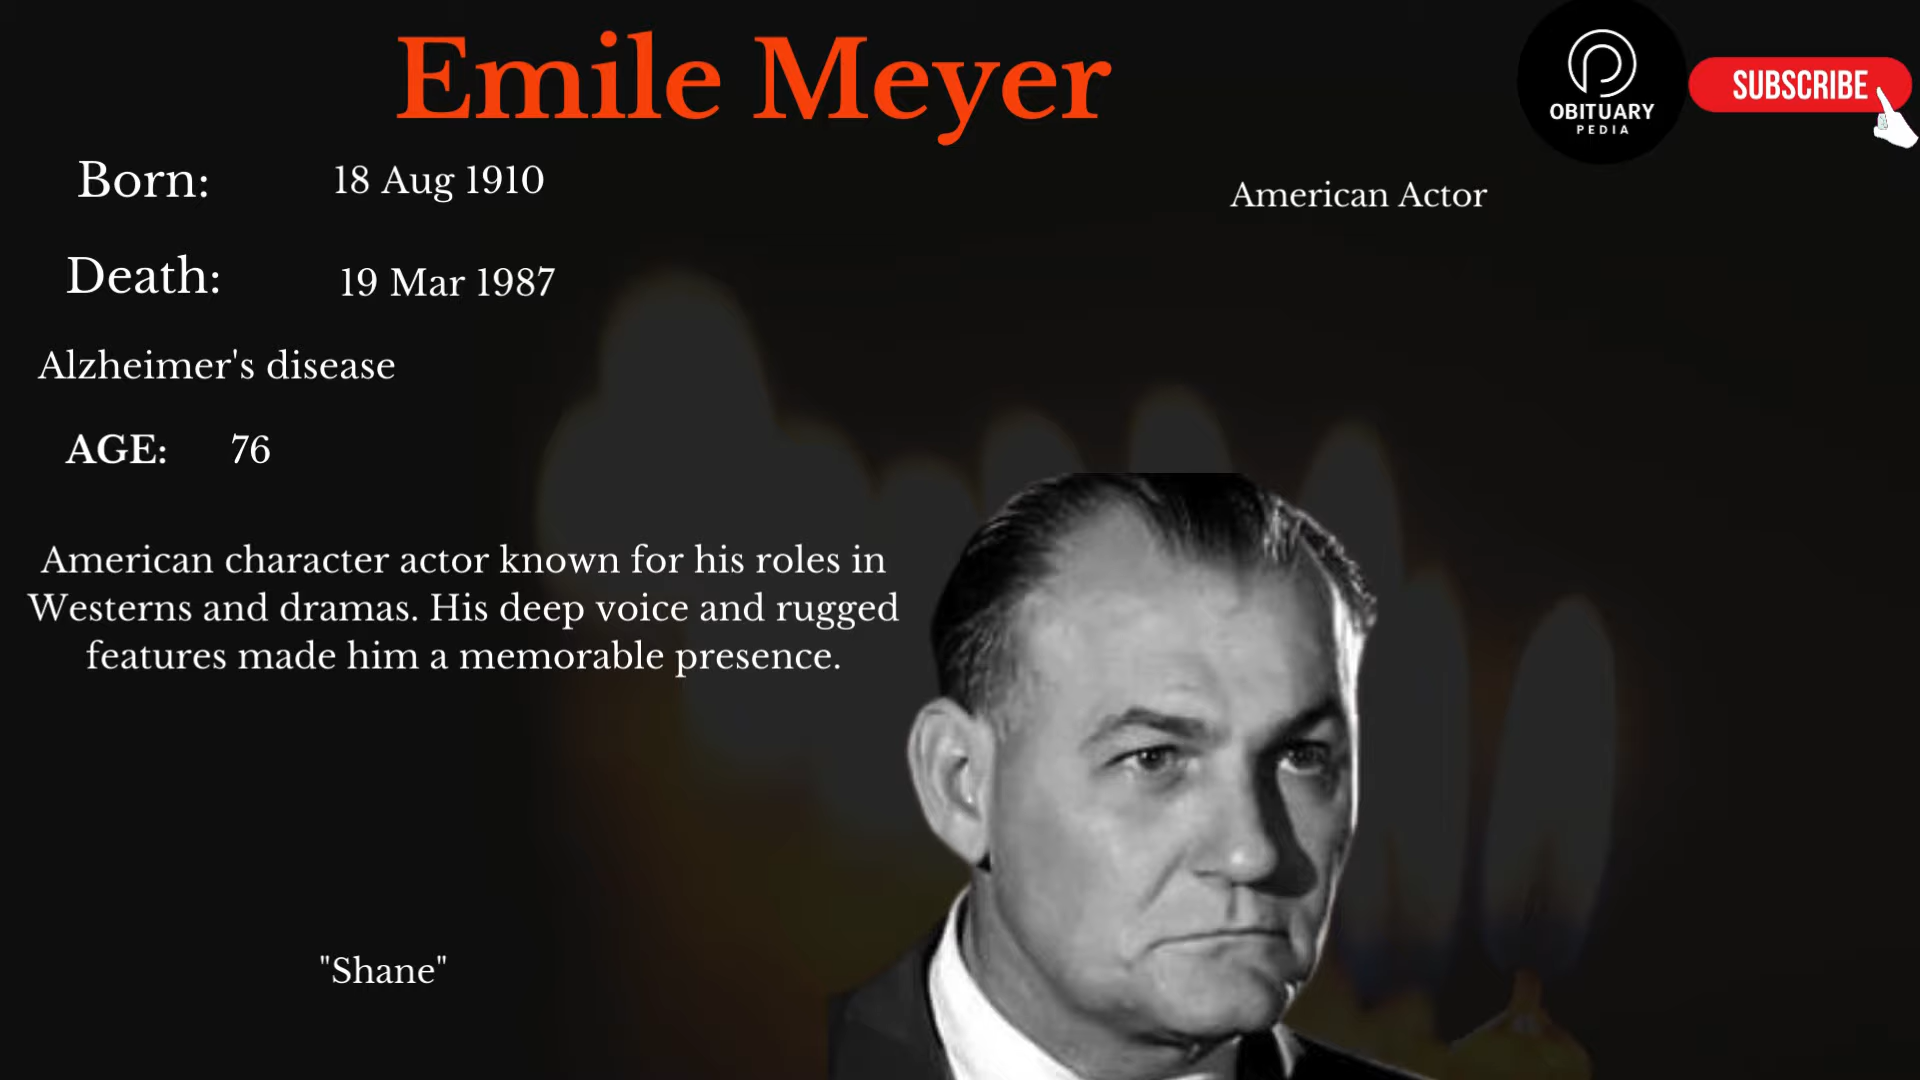 Emile Meyer
OBITUARY
PEDIA
SUBSCRIBE
Born: 18 Aug 1910
American Actor
Death: 19 Mar 1987
Alzheimer's disease
AGE: 76
American character actor known for his roles in
Westerns and dramas. His deep voice and rugged
features made him a memorable presence.
"Shane"